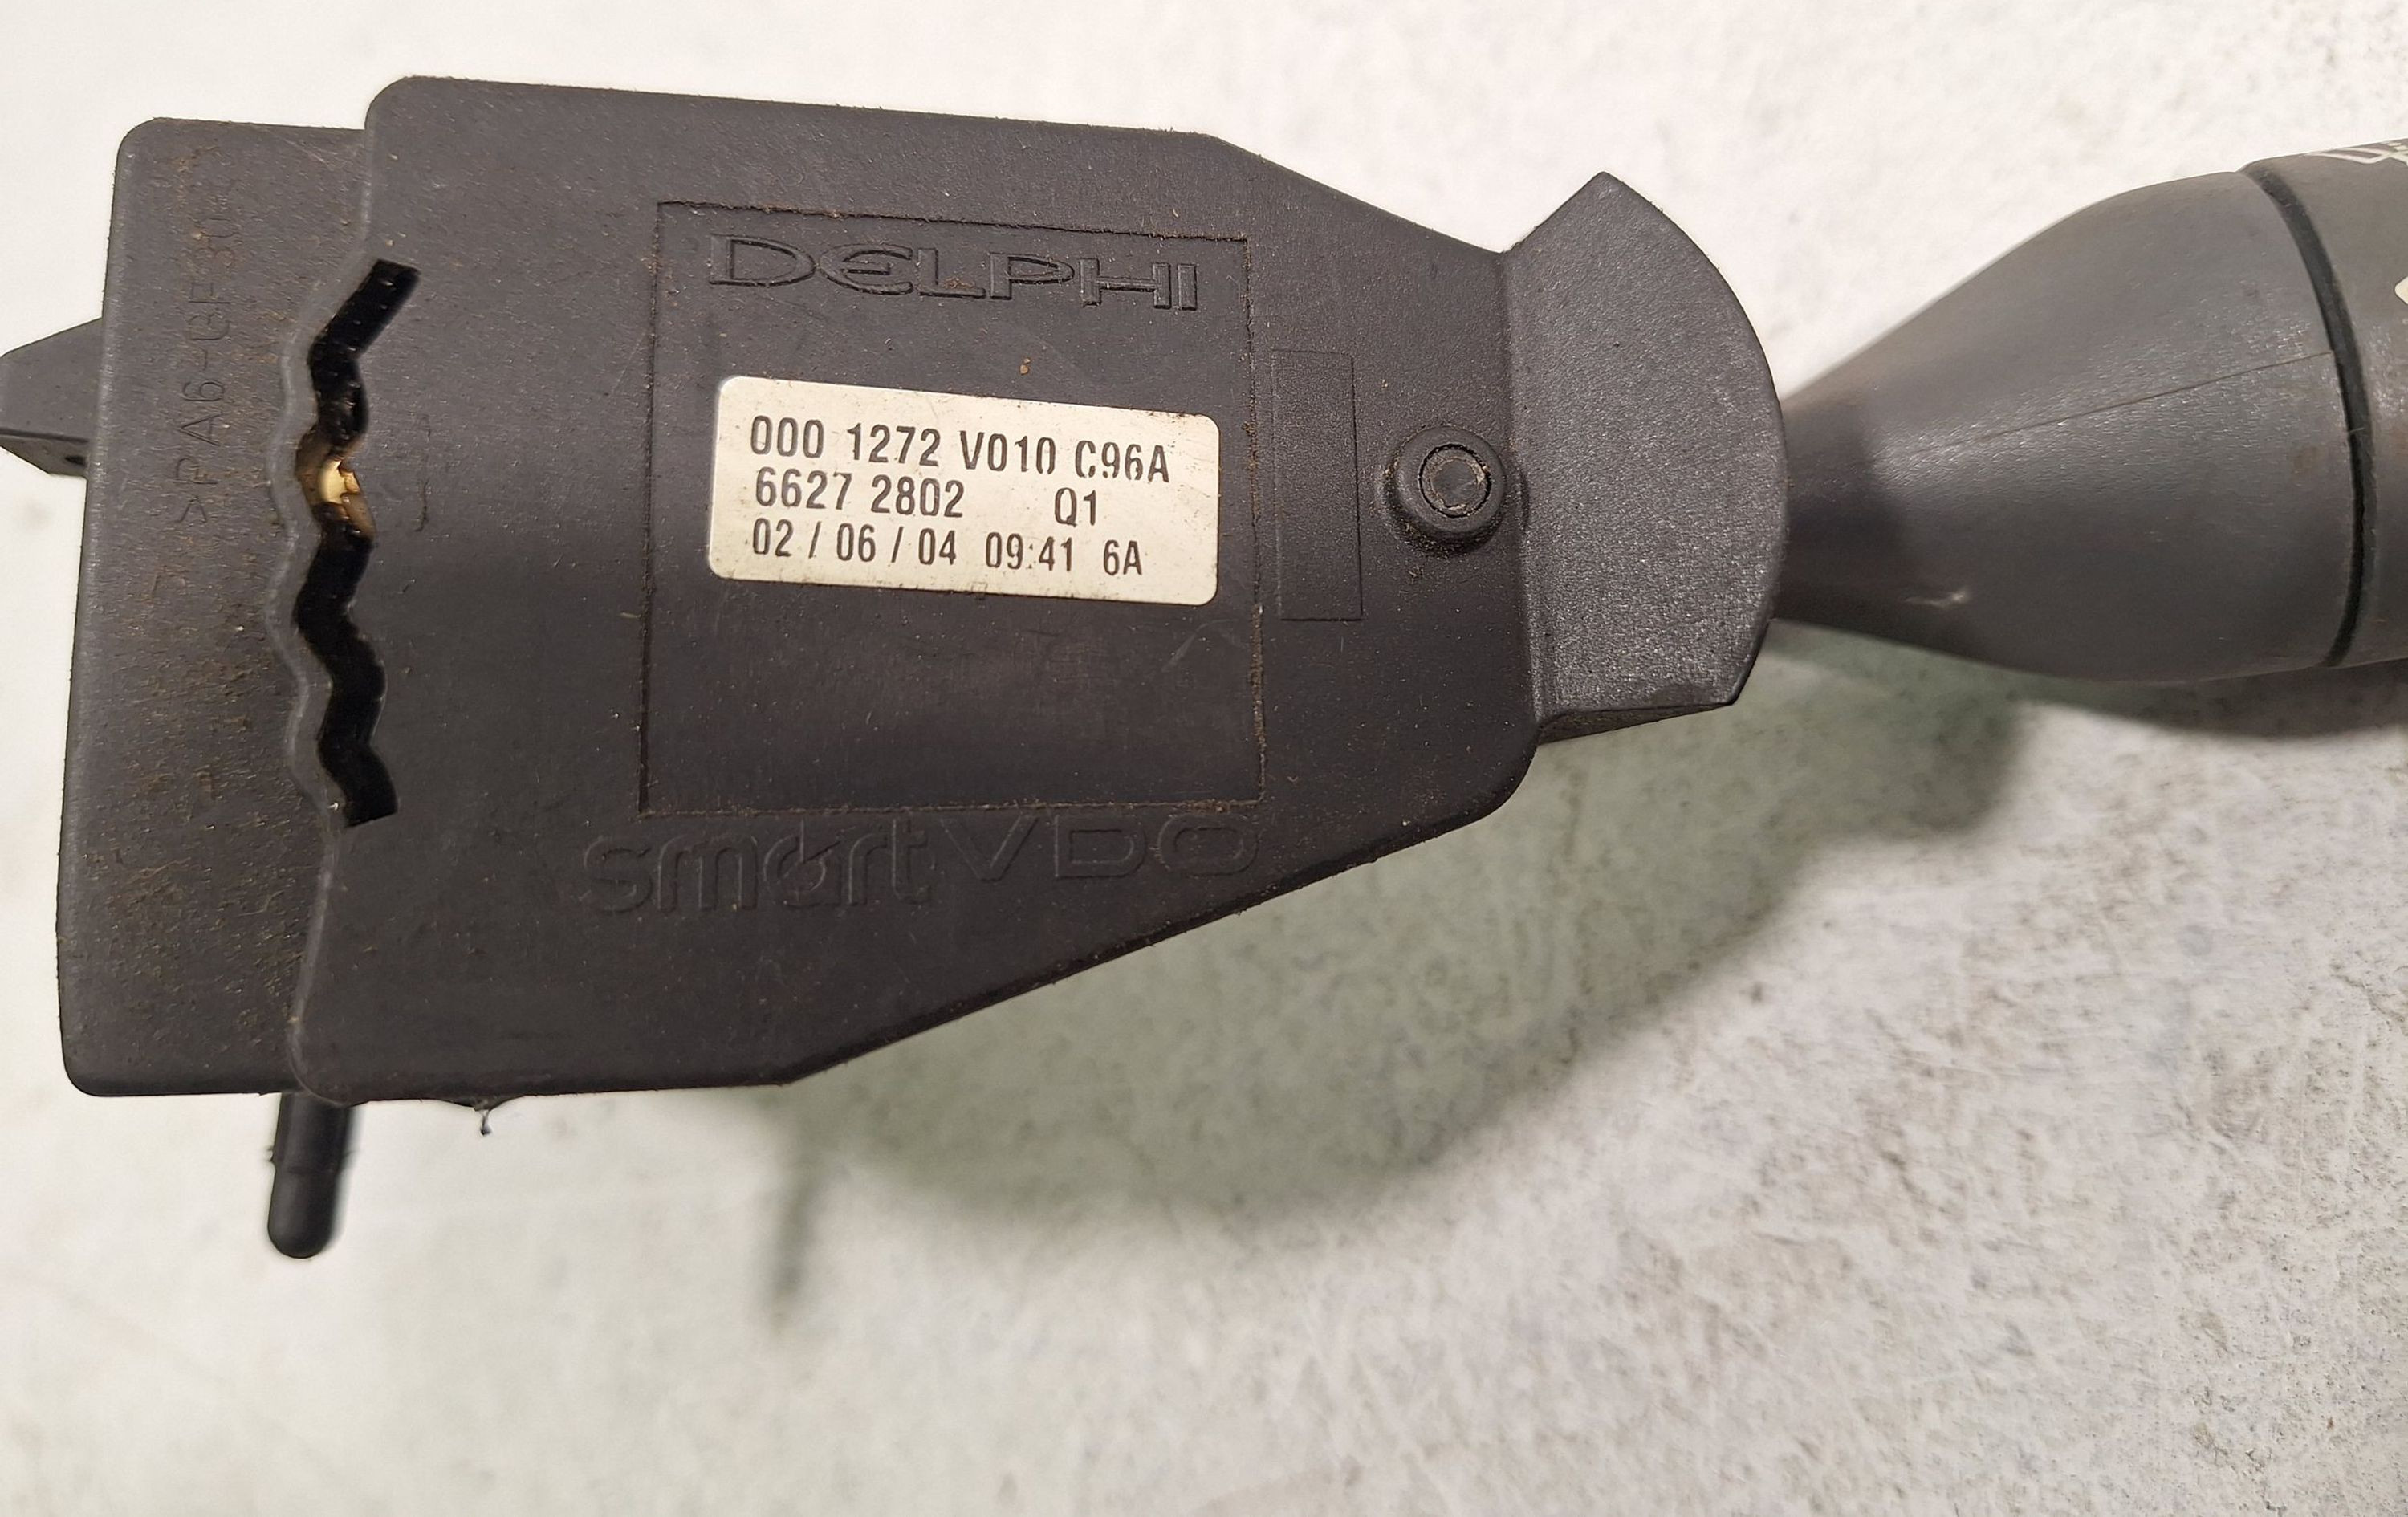 DELPHI
000 1272 V010 C96A
6627 2802 Q1
02 / 06 / 04 09:41 6A
smart VDO